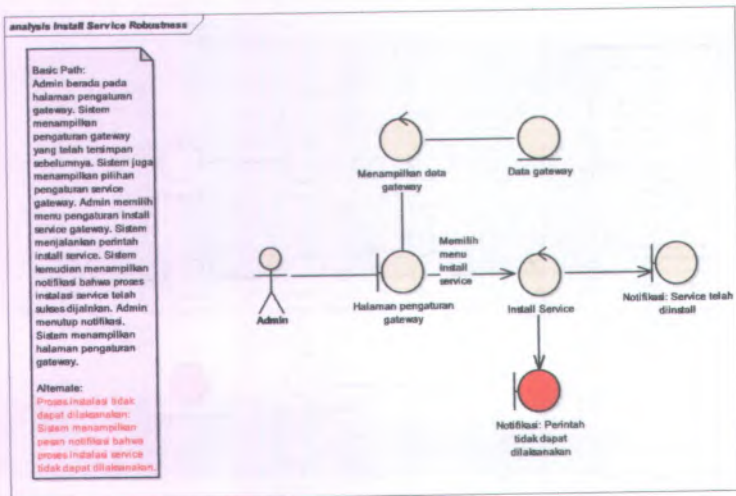 analysis Install Service Robustness
Basic Path:
Admin berada pada
halaman pengaturan
gateway. Sistem
menampilkan
pengaturan gateway
yang telah tersimpan
sebelumnya. Sistem juga
menampilkan pilihan
pengaturan service
gateway. Admin memilih
menu pengaturan install
service gateway. Sistem
menjalankan perintah
install service. Sistem
kemudian menampilkan
notifikasi bahwa proses
instalasi service telah
sukses dijalnkan. Admin
menutup notifikasi.
Sistem menampilkan
halaman pengaturan
gateway.
Alternate:
Proses instalasi tidak
dapat dilaksanakan:
Sistem menampilkan
pesan notifikasi bahwa
proses instalasi service
tidak dapat dilaksanakan.
Menampilkan data
gateway
Data gateway
Admin
Halaman pengaturan
gateway
Memilih
menu
install
service
Install Service
Notifikasi: Service telah
diinstall
Notifikasi: Perintah
tidak dapat
dilaksanakan